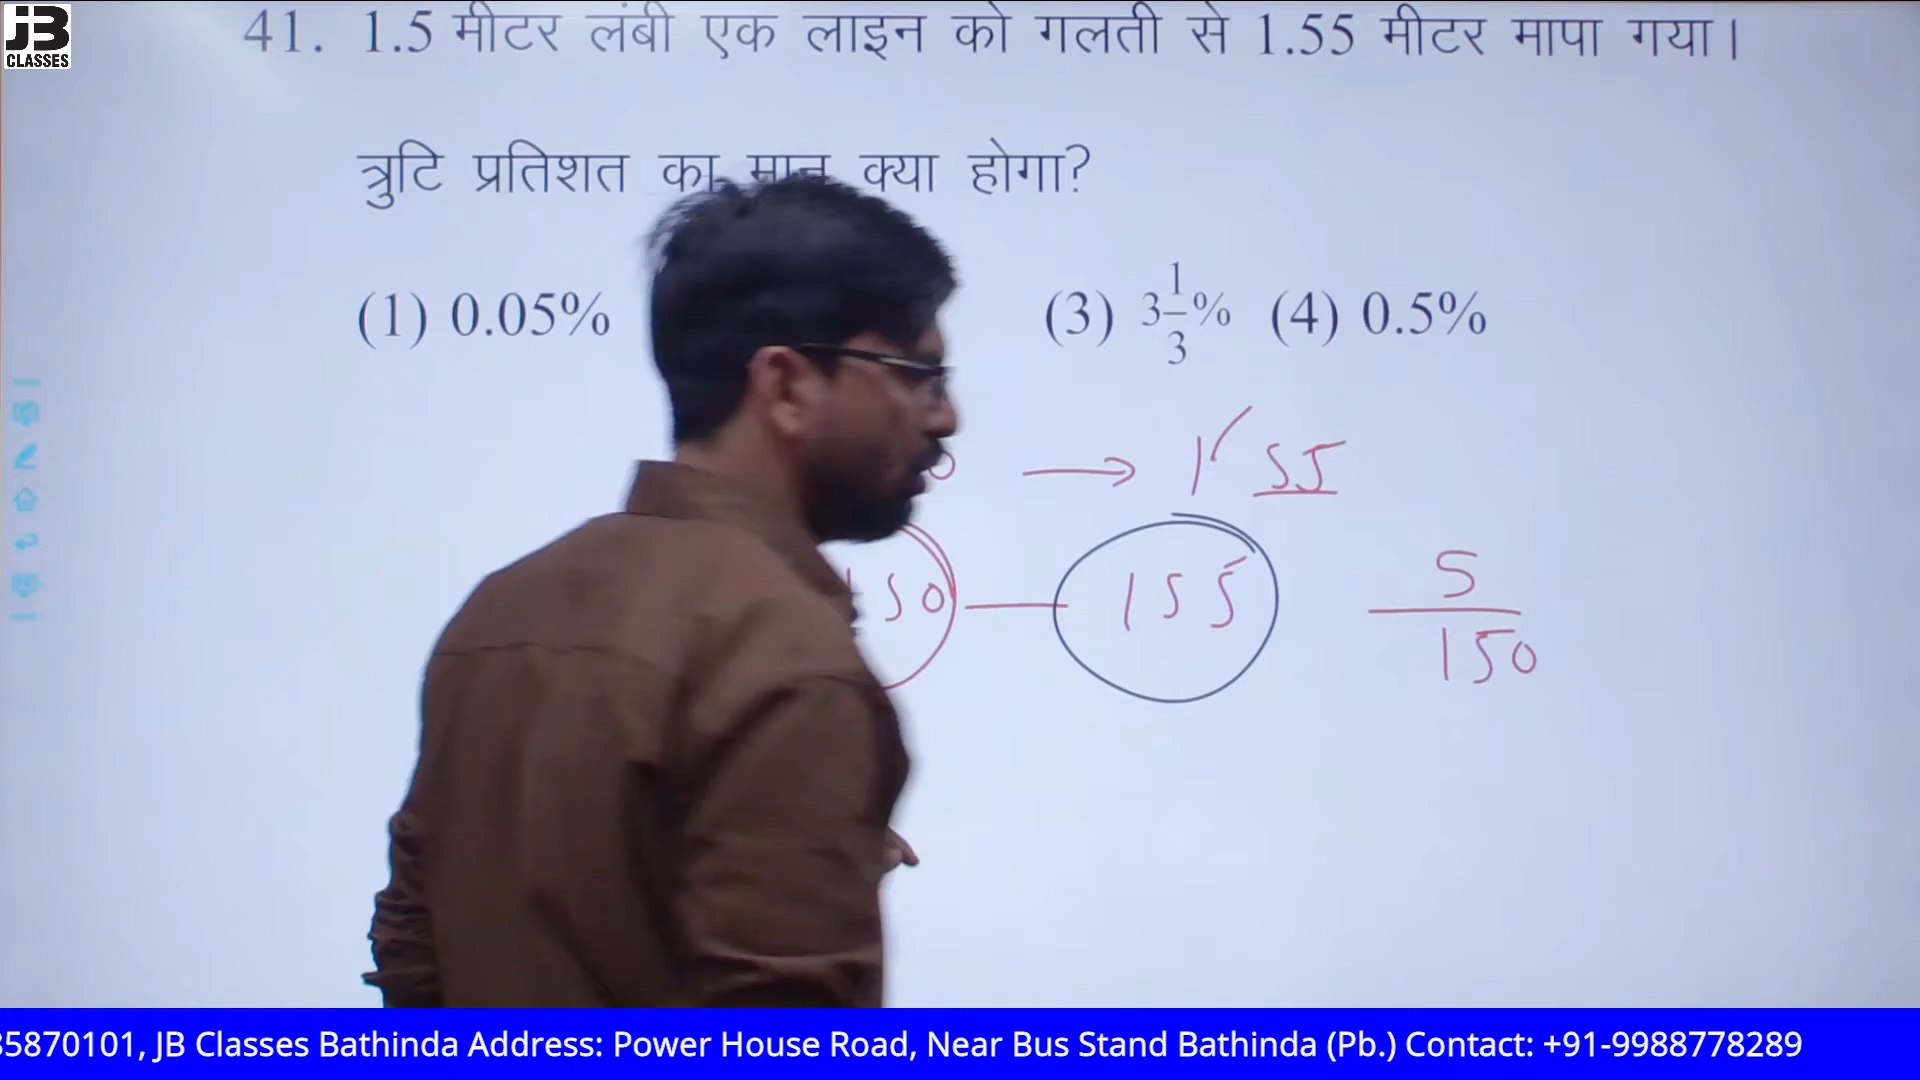 JB
CLASSES
41. 1.5 मीटर लंबी एक लाइन को गलती से 1.55 मीटर मापा गया।
त्रुटि प्रतिशत का मान क्या होगा?
(1) 0.05% (3) 3 1/3 % (4) 0.5%
→ 1.55
150 — 155
5/150
35870101, JB Classes Bathinda Address: Power House Road, Near Bus Stand Bathinda (Pb.) Contact: +91-9988778289